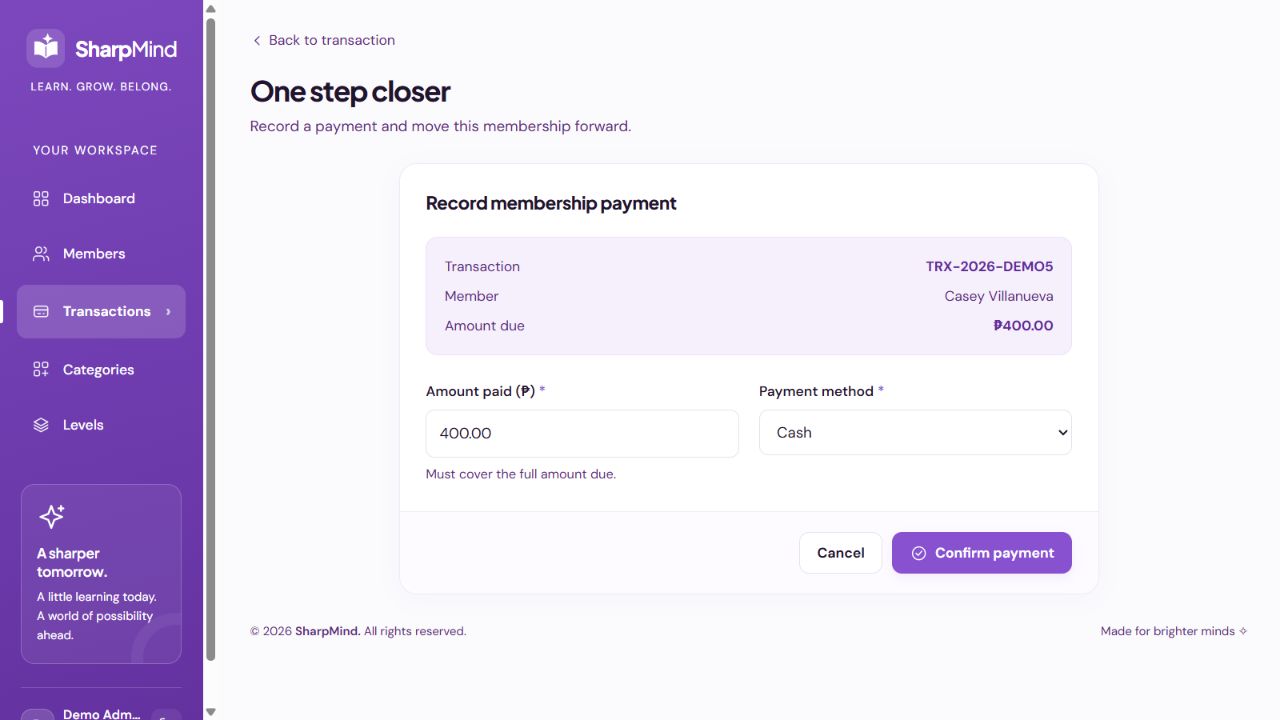 SharpMind
LEARN. GROW. BELONG.
YOUR WORKSPACE
Dashboard
Members
Transactions
Categories
Levels
A sharper
tomorrow.
A little learning today.
A world of possibility
ahead.
Demo Adm...
Back to transaction
One step closer
Record a payment and move this membership forward.
Record membership payment
Transaction TRX-2026-DEMO5
Member Casey Villanueva
Amount due ₱400.00
Amount paid (₱) * Payment method *
400.00 Cash
Must cover the full amount due.
Cancel Confirm payment
© 2026 SharpMind. All rights reserved. Made for brighter minds ✧